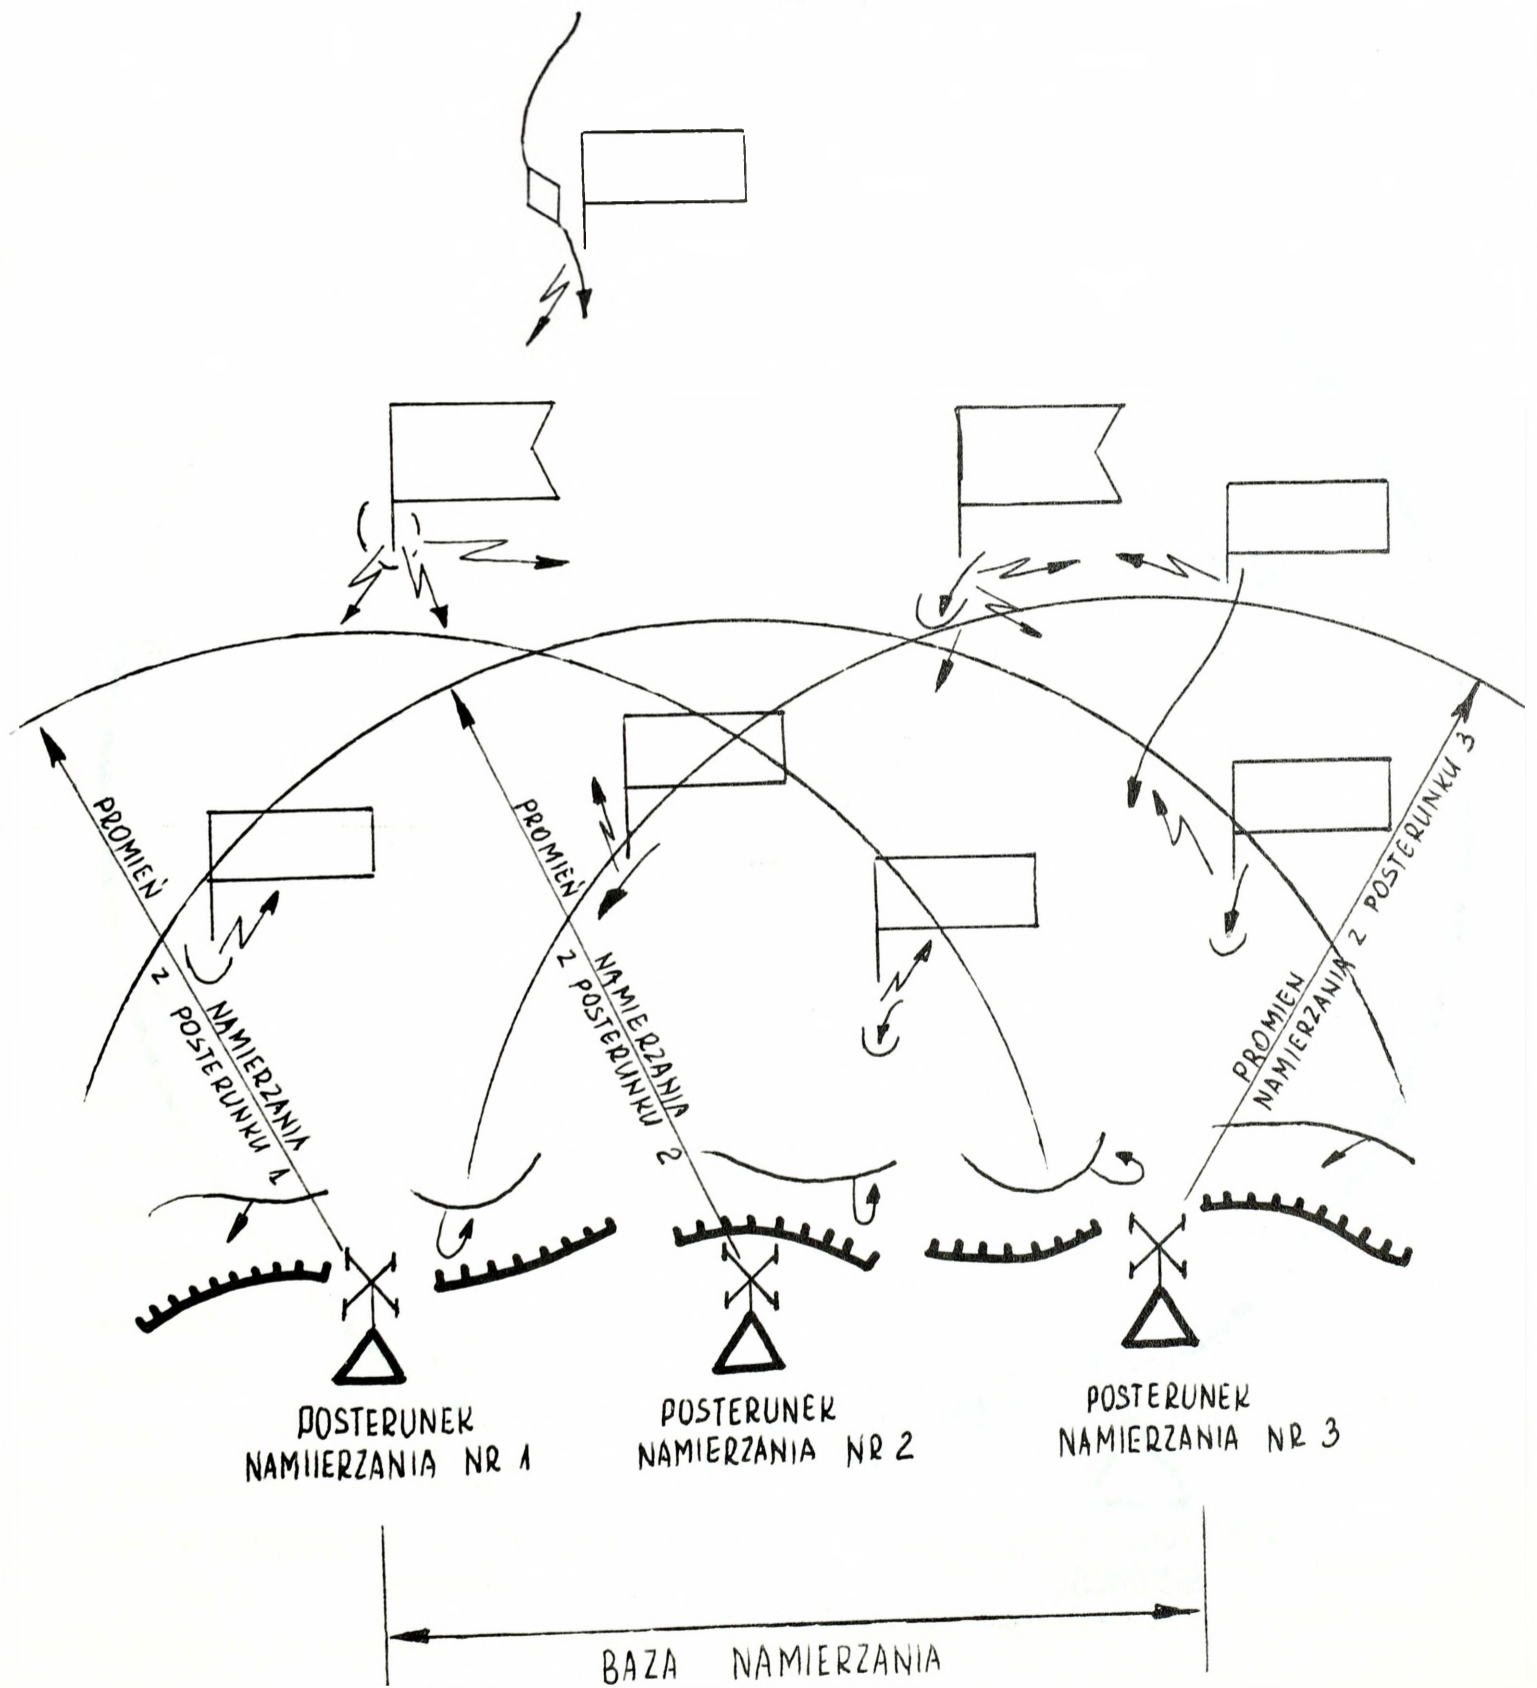 PROMIEŃ NAMIERZANIA
Z POSTERUNKU 1
PROMIEŃ NAMIERZANIA
Z POSTERUNKU 2
PROMIEN
NAMIERZANIA Z POSTERUNKU 3
POSTERUNEK
NAMIIERZANIA NR 1
POSTERUNEK
NAMIERZANIA NR 2
POSTERUNEK
NAMIERZANIA NR 3
BAZA NAMIERZANIA